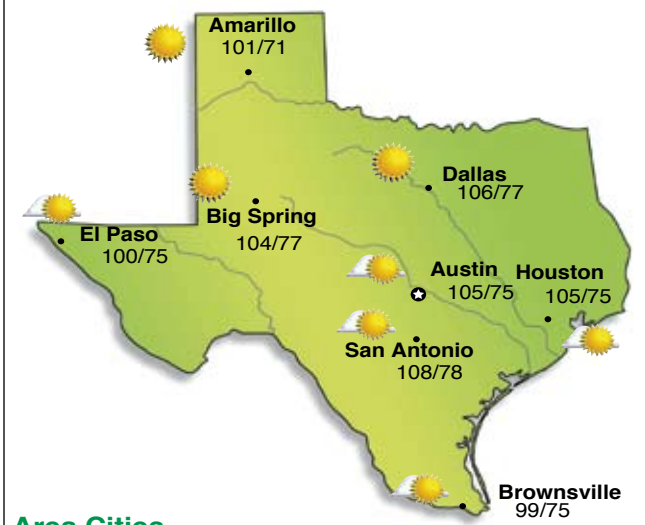 Amarillo
101/71
Dallas
106/77
Big Spring
104/77
El Paso
100/75
Austin
105/75
Houston
105/75
San Antonio
108/78
Brownsville
99/75
Area Cities